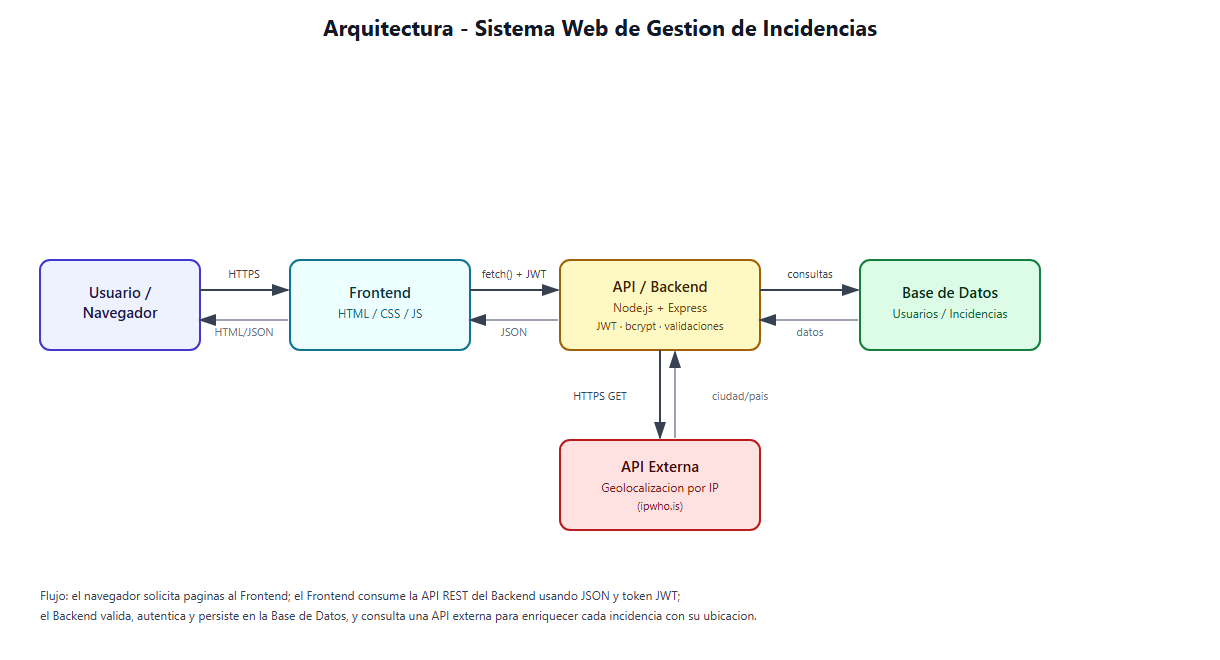 Arquitectura - Sistema Web de Gestion de Incidencias
Usuario /
Navegador
HTTPS
HTML/JSON
Frontend
HTML / CSS / JS
fetch() + JWT
JSON
API / Backend
Node.js + Express
JWT · bcrypt · validaciones
consultas
datos
Base de Datos
Usuarios / Incidencias
HTTPS GET
ciudad/pais
API Externa
Geolocalizacion por IP
(ipwho.is)
Flujo: el navegador solicita paginas al Frontend; el Frontend consume la API REST del Backend usando JSON y token JWT;
el Backend valida, autentica y persiste en la Base de Datos, y consulta una API externa para enriquecer cada incidencia con su ubicacion.